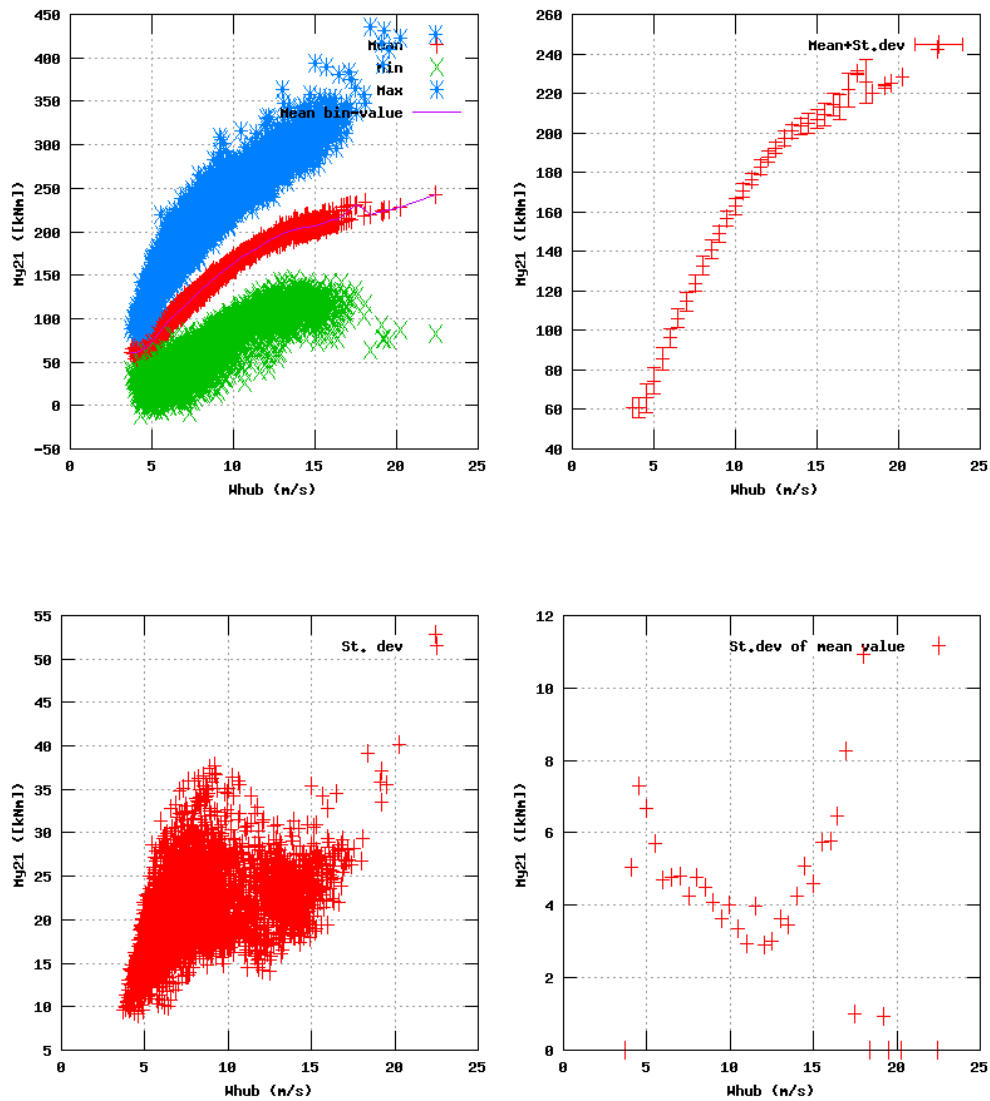 450
400
350
300
250
200
150
100
50
0
-50
My21 ([kNm])
Mean
Min
Max
Mean bin-value
0 5 10 15 20 25
Whub (m/s)
260
240
220
200
180
160
140
120
100
80
60
40
My21 ([kNm])
Mean+St.dev
0 5 10 15 20 25
Whub (m/s)
55
50
45
40
35
30
25
20
15
10
5
My21 ([kNm])
St. dev
0 5 10 15 20 25
Whub (m/s)
12
10
8
6
4
2
0
My21 ([kNm])
St.dev of mean value
0 5 10 15 20 25
Whub (m/s)